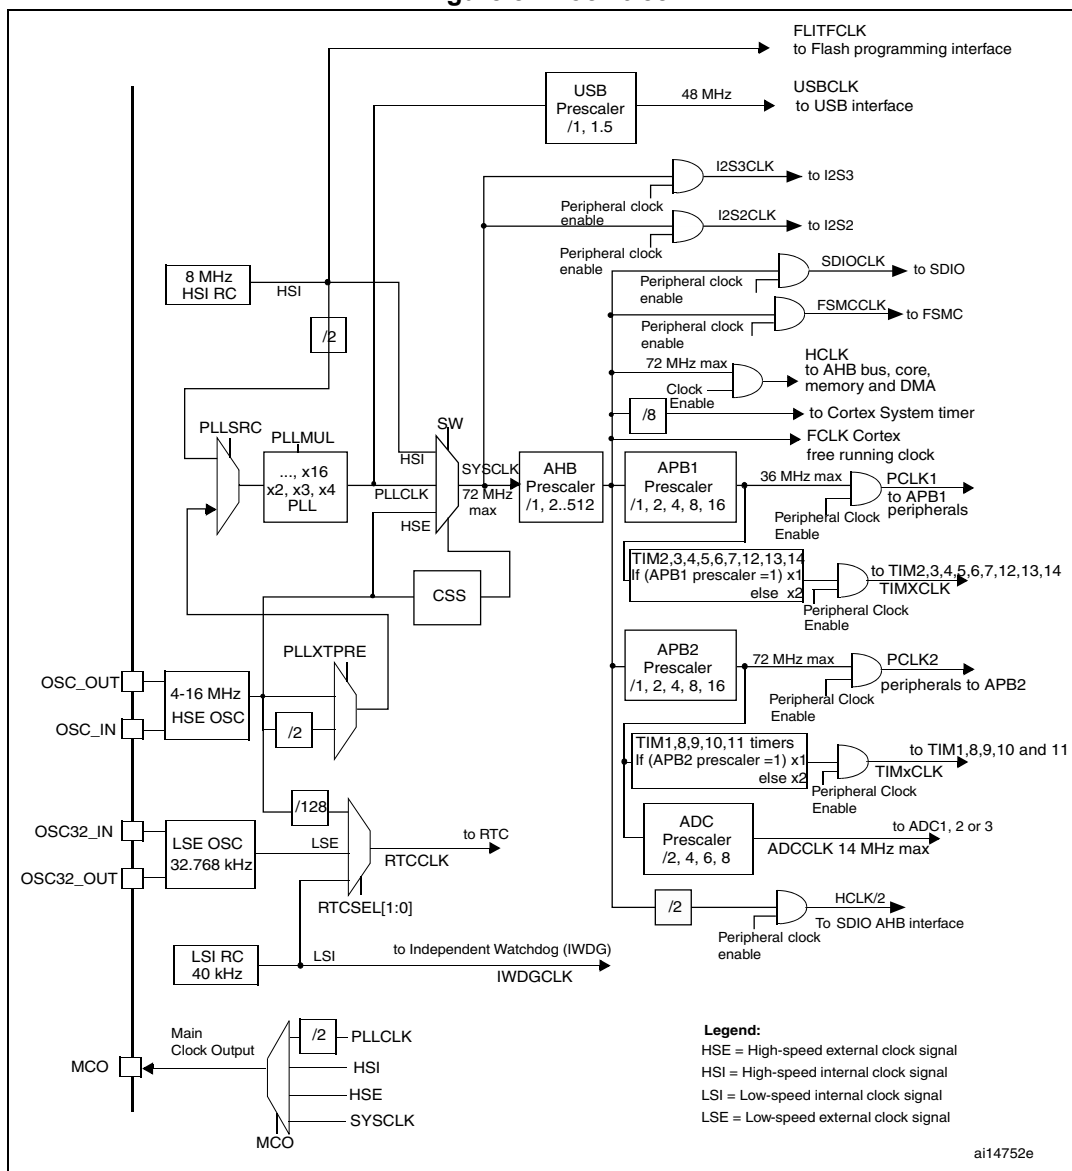 FLITFCLK
to Flash programming interface
USBCLK
to USB interface
USB
Prescaler
/1, 1.5
48 MHz
I2S3CLK
to I2S3
Peripheral clock
enable
I2S2CLK
to I2S2
Peripheral clock
enable
8 MHz
HSI RC
HSI
SDIOCLK
to SDIO
Peripheral clock
enable
FSMCCLK
to FSMC
Peripheral clock
enable
/2
HCLK
to AHB bus, core,
memory and DMA
72 MHz max
Clock
Enable
/8
to Cortex System timer
FCLK Cortex
free running clock
PLLSRC
PLLMUL
..., x16
x2, x3, x4
PLL
SW
HSI
PLLCLK
HSE
SYSCLK
72 MHz
max
AHB
Prescaler
/1, 2..512
APB1
Prescaler
/1, 2, 4, 8, 16
36 MHz max
PCLK1
to APB1
peripherals
Peripheral Clock
Enable
TIM2,3,4,5,6,7,12,13,14
If (APB1 prescaler =1) x1
else x2
to TIM2,3,4,5,6,7,12,13,14
TIMXCLK
Peripheral Clock
Enable
CSS
PLLXTPRE
OSC_OUT
OSC_IN
4-16 MHz
HSE OSC
/2
APB2
Prescaler
/1, 2, 4, 8, 16
72 MHz max
PCLK2
peripherals to APB2
Peripheral Clock
Enable
TIM1,8,9,10,11 timers
If (APB2 prescaler =1) x1
else x2
to TIM1,8,9,10 and 11
TIMxCLK
Peripheral Clock
Enable
/128
OSC32_IN
OSC32_OUT
LSE OSC
32.768 kHz
LSE
to RTC
RTCCLK
RTCSEL[1:0]
ADC
Prescaler
/2, 4, 6, 8
to ADC1, 2 or 3
ADCCLK 14 MHz max
/2
HCLK/2
To SDIO AHB interface
Peripheral clock
enable
LSI RC
40 kHz
LSI
to Independent Watchdog (IWDG)
IWDGCLK
MCO
Main
Clock Output
/2
PLLCLK
HSI
HSE
SYSCLK
MCO
Legend:
HSE = High-speed external clock signal
HSI = High-speed internal clock signal
LSI = Low-speed internal clock signal
LSE = Low-speed external clock signal
ai14752e